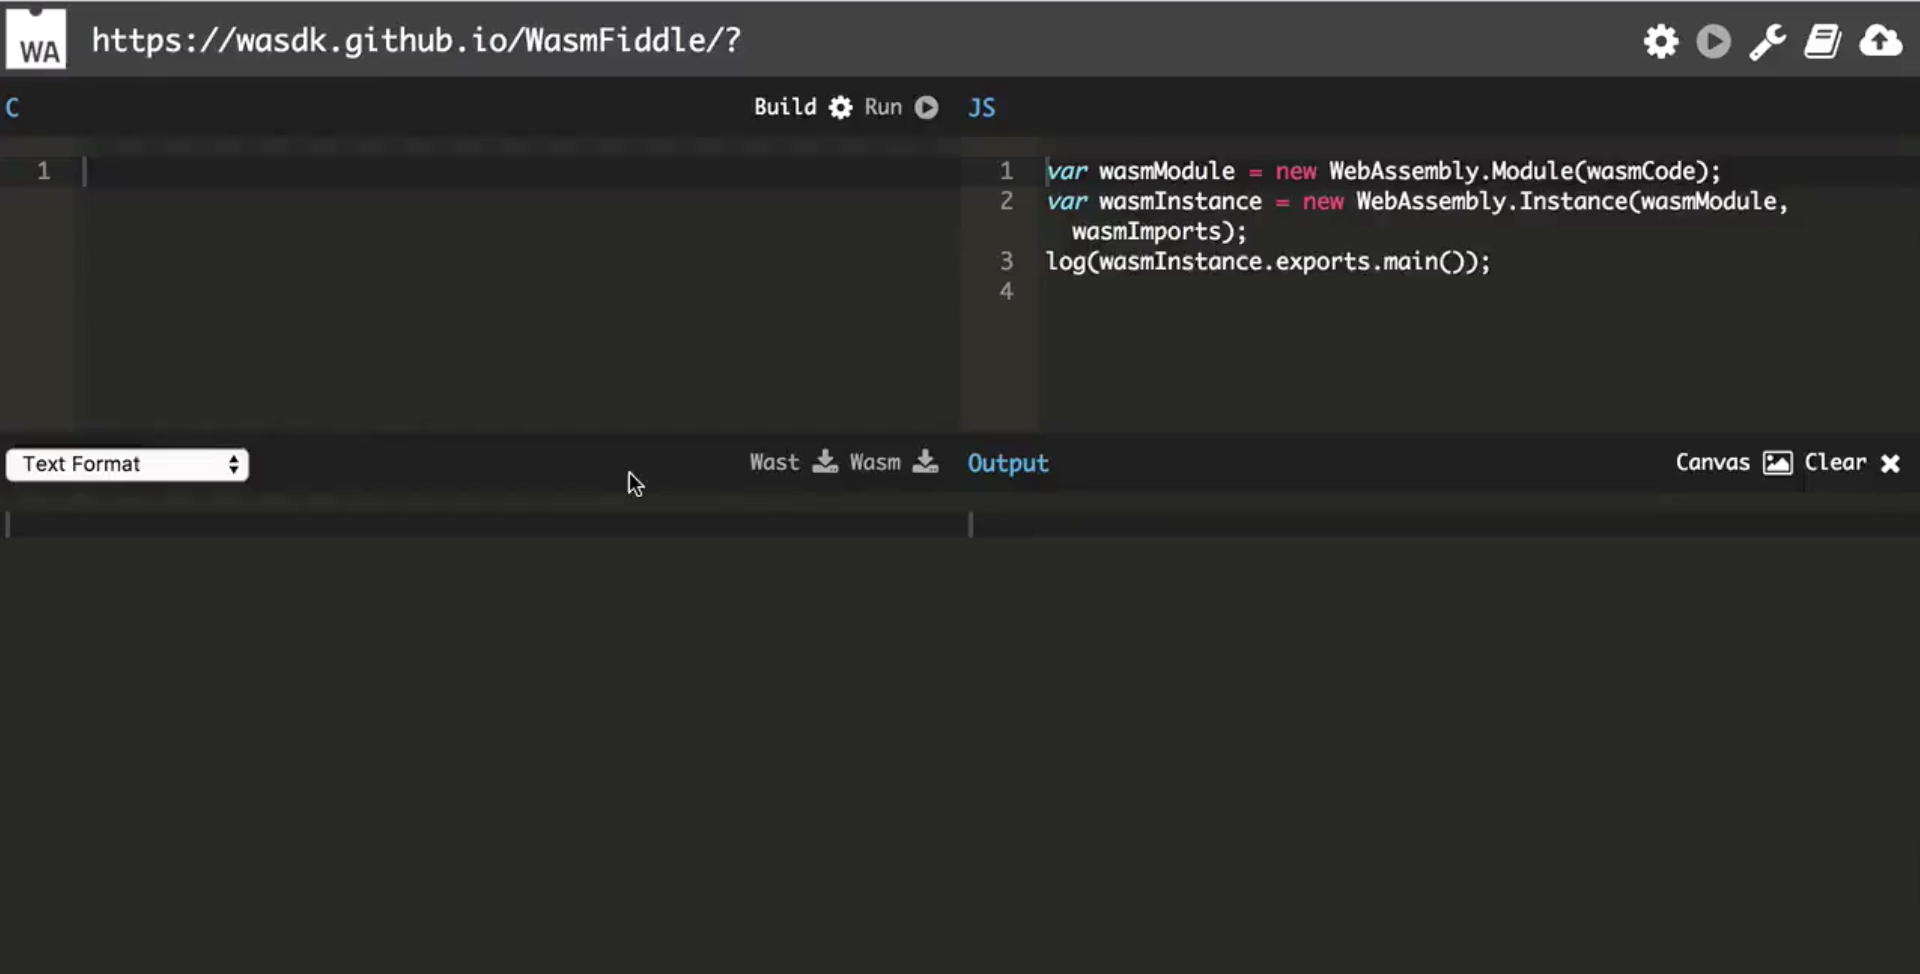 WA https://wasdk.github.io/WasmFiddle/?
C Build Run JS
1
1 var wasmModule = new WebAssembly.Module(wasmCode);
2 var wasmInstance = new WebAssembly.Instance(wasmModule,
wasmImports);
3 log(wasmInstance.exports.main());
4
Text Format Wast Wasm Output Canvas Clear